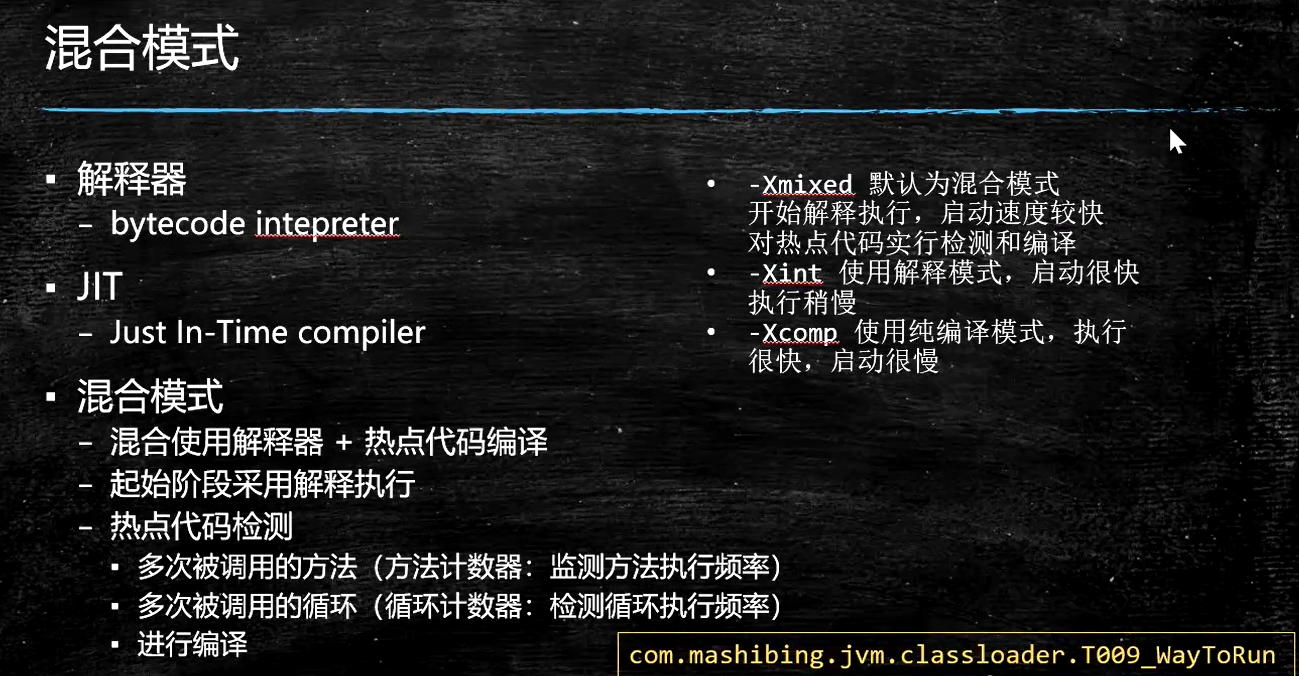 混合模式
▪ 解释器
– bytecode intepreter
▪ JIT
– Just In-Time compiler
▪ 混合模式
– 混合使用解释器 + 热点代码编译
– 起始阶段采用解释执行
– 热点代码检测
▪ 多次被调用的方法（方法计数器：监测方法执行频率）
▪ 多次被调用的循环（循环计数器：检测循环执行频率）
▪ 进行编译
• -Xmixed 默认为混合模式
开始解释执行，启动速度较快
对热点代码实行检测和编译
• -Xint 使用解释模式，启动很快
执行稍慢
• -Xcomp 使用纯编译模式，执行
很快，启动很慢
com.mashibing.jvm.classloader.T009_WayToRun